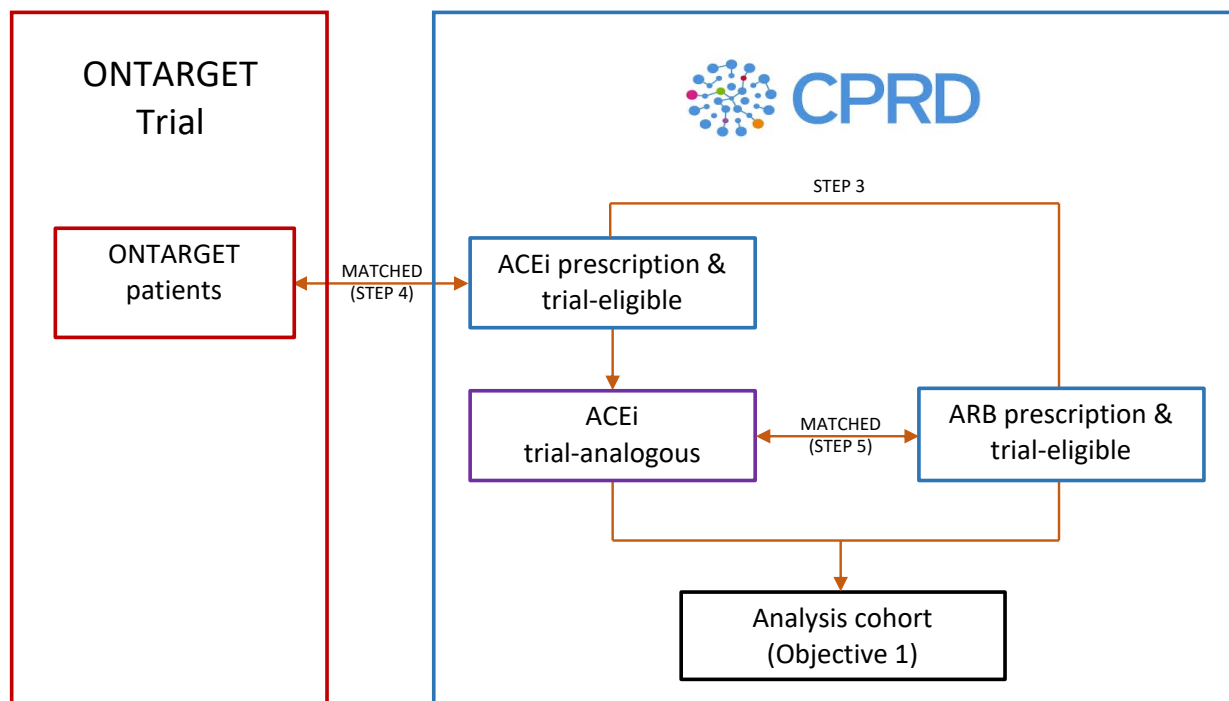 ONTARGET
Trial
CPRD
STEP 3
ONTARGET
patients
MATCHED
(STEP 4)
ACEi prescription &
trial-eligible
ACEi
trial-analogous
MATCHED
(STEP 5)
ARB prescription &
trial-eligible
Analysis cohort
(Objective 1)